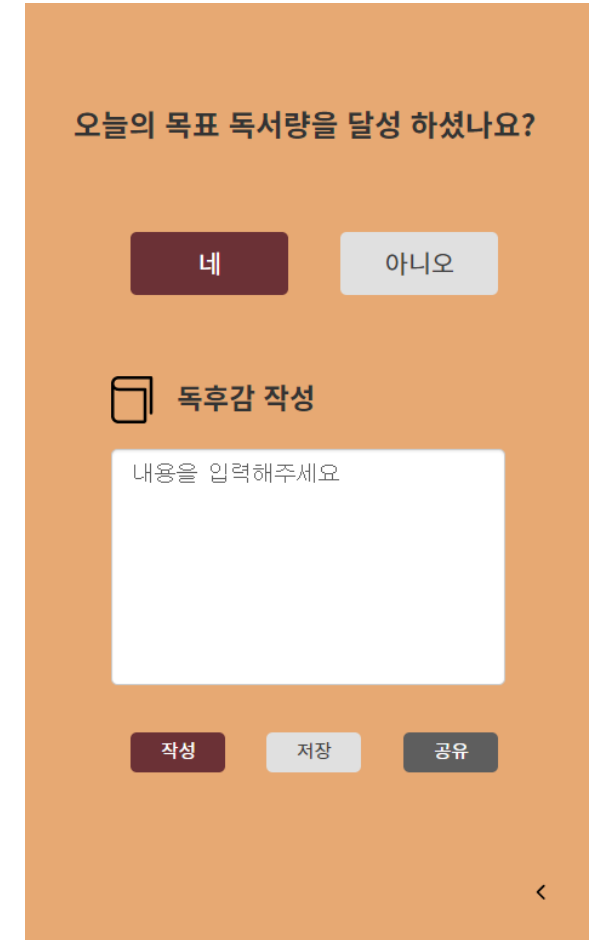 오늘의 목표 독서량을 달성 하셨나요?
네 아니오
독후감 작성
내용을 입력해주세요
작성 저장 공유